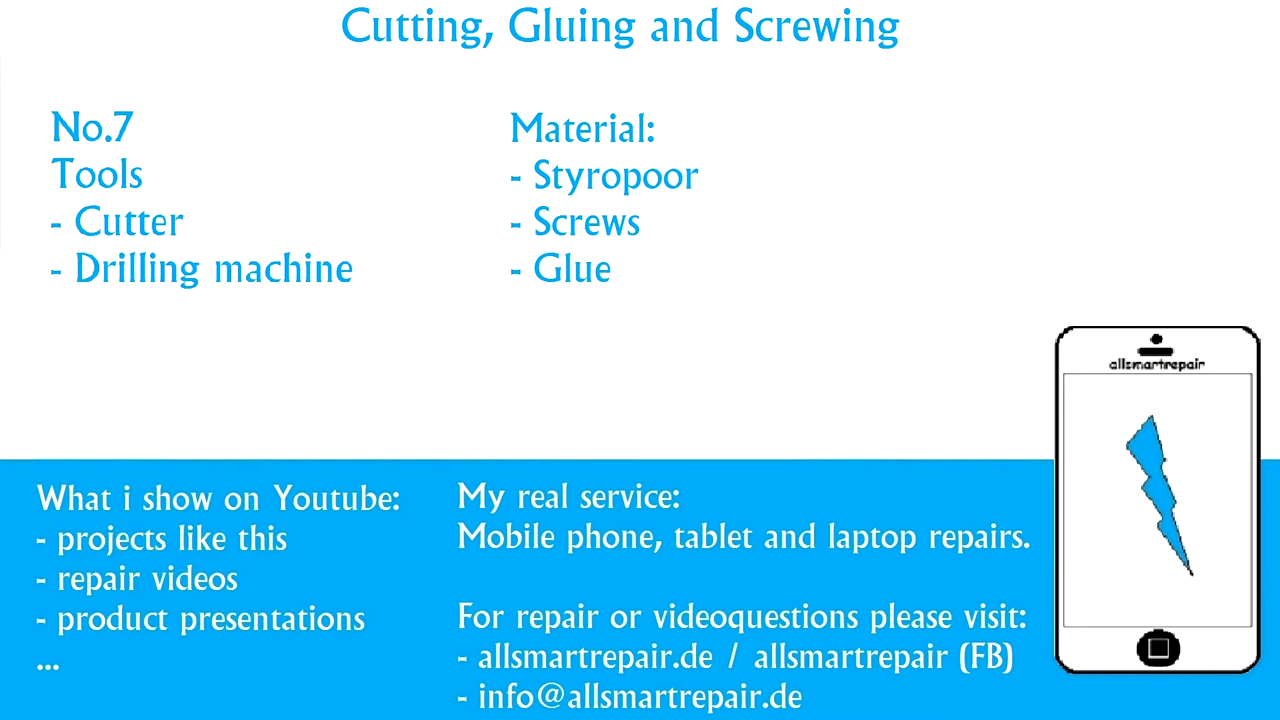 Cutting, Gluing and Screwing
No.7
Tools
- Cutter
- Drilling machine
Material:
- Styropoor
- Screws
- Glue
allsmartrepair
What i show on Youtube:
- projects like this
- repair videos
- product presentations
...
My real service:
Mobile phone, tablet and laptop repairs.
For repair or videoquestions please visit:
- allsmartrepair.de / allsmartrepair (FB)
- info@allsmartrepair.de